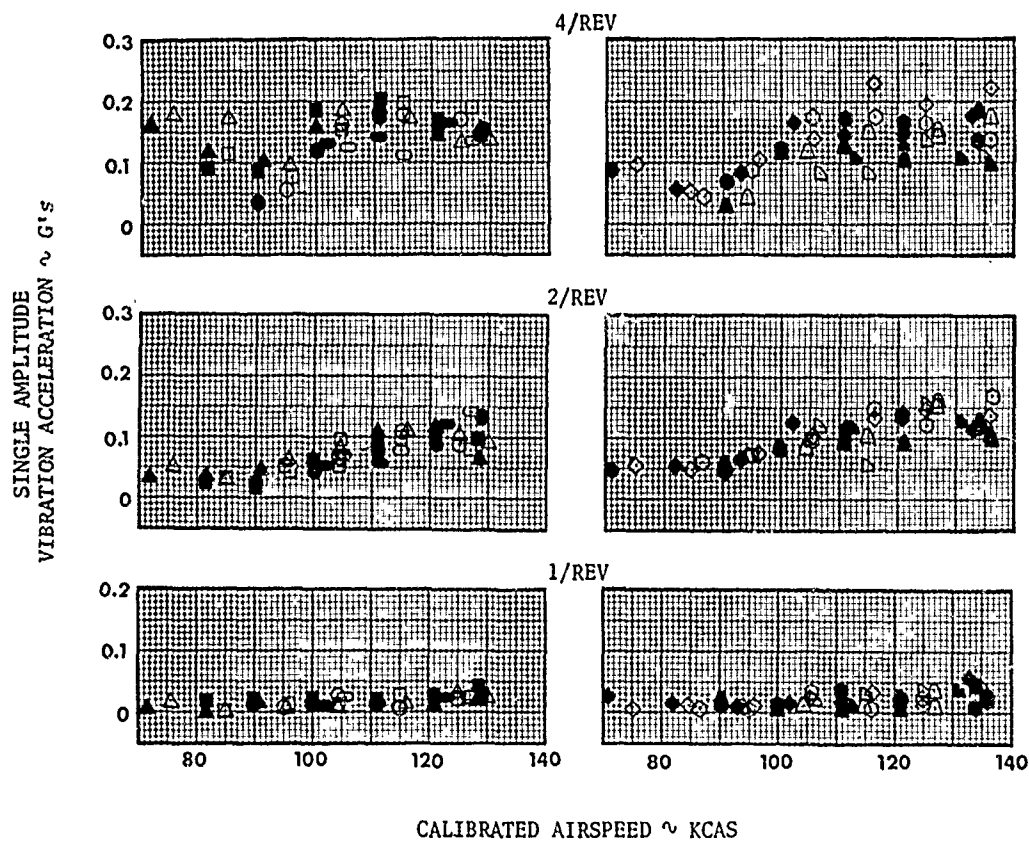 4/REV
0.3
0.2
0.1
0
2/REV
0.3
0.2
0.1
0
SINGLE AMPLITUDE
VIBRATION ACCELERATION ~ G's
1/REV
0.2
0.1
0
80 100 120 140
80 100 120 140
CALIBRATED AIRSPEED ~ KCAS